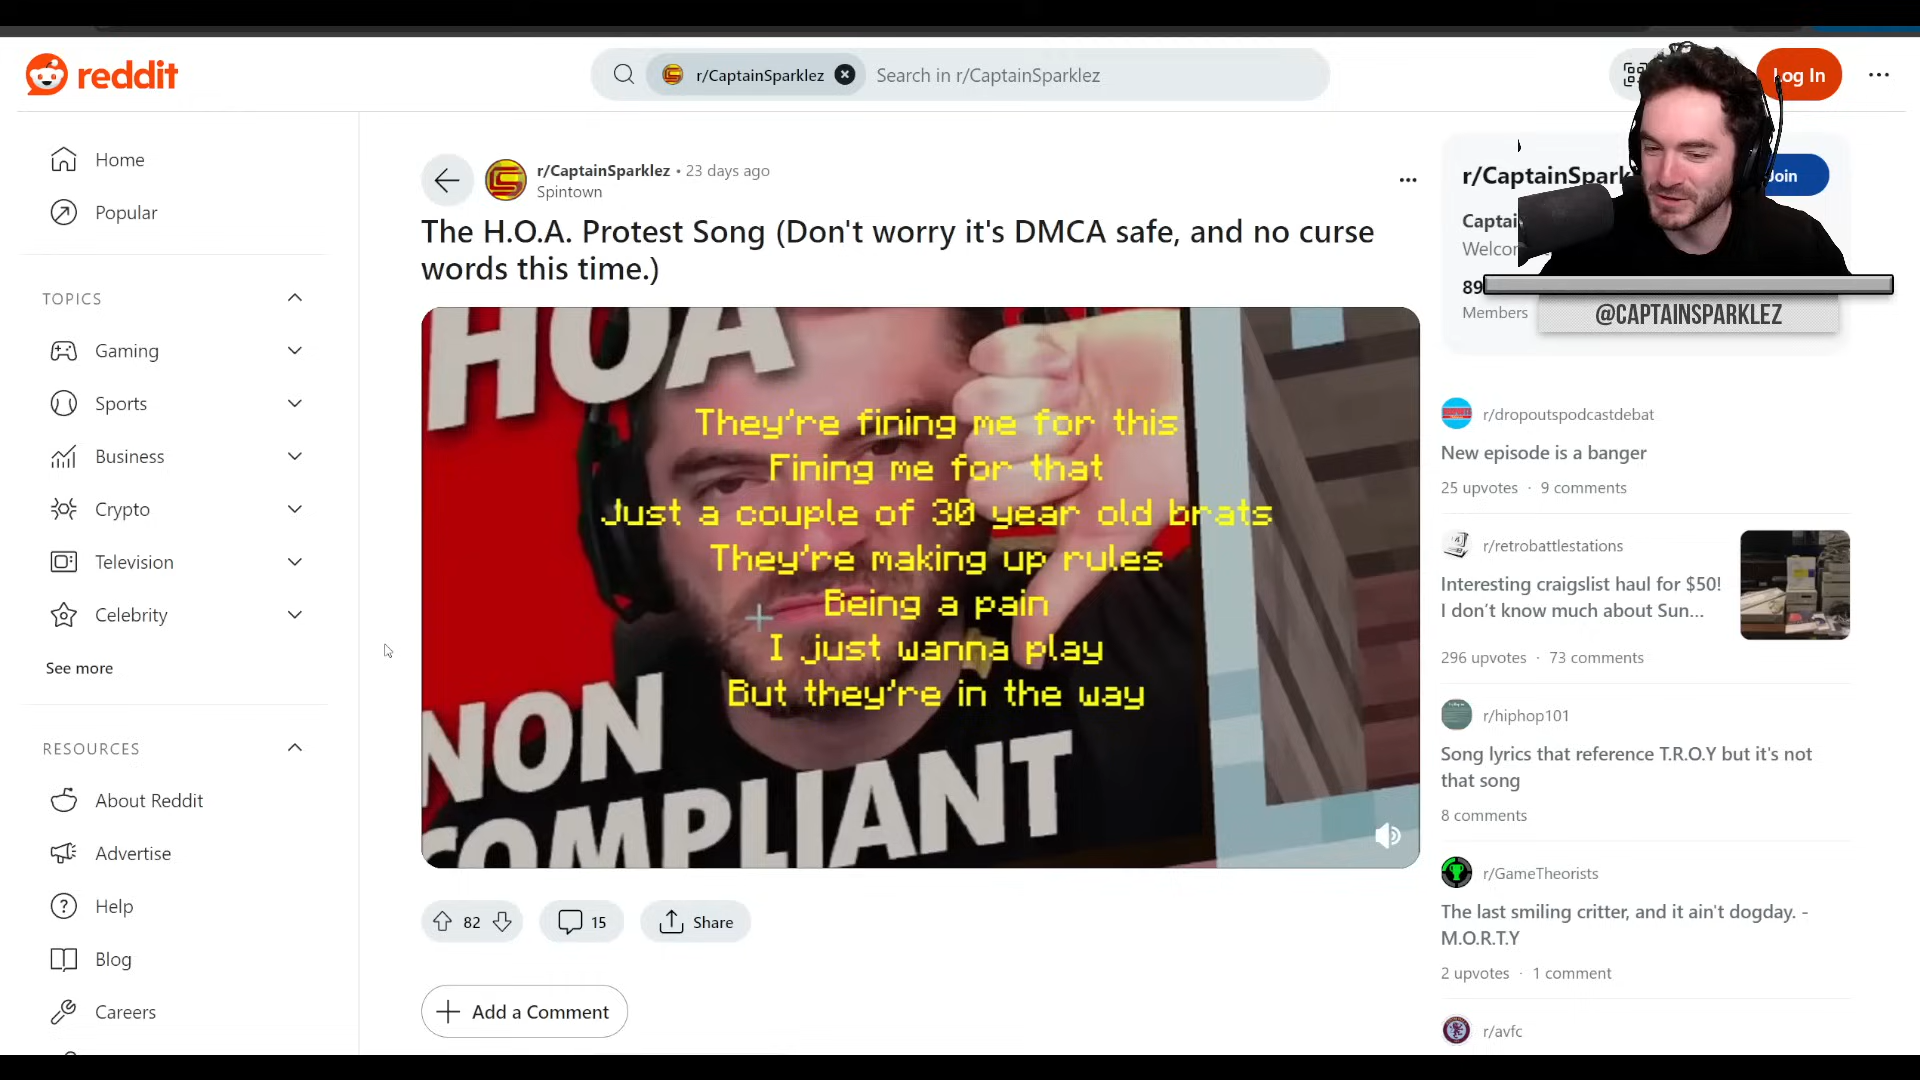 reddit
r/CaptainSparklez
Search in r/CaptainSparklez
Log In
Home
Popular
TOPICS
Gaming
Sports
Business
Crypto
Television
Celebrity
See more
RESOURCES
About Reddit
Advertise
Help
Blog
Careers
r/CaptainSparklez • 23 days ago
Spintown
The H.O.A. Protest Song (Don't worry it's DMCA safe, and no curse
words this time.)
HOA
They're fining me for this
Fining me for that
Just a couple of 30 year old brats
They're making up rules
Being a pain
I just wanna play
But they're in the way
NON
COMPLIANT
82
15
Share
Add a Comment
r/CaptainSpark
Join
Captai
Welcom
89
Members
@CAPTAINSPARKLEZ
r/dropoutspodcastdebat
New episode is a banger
25 upvotes · 9 comments
r/retrobattlestations
Interesting craigslist haul for $50!
I don’t know much about Sun...
296 upvotes · 73 comments
r/hiphop101
Song lyrics that reference T.R.O.Y but it's not
that song
8 comments
r/GameTheorists
The last smiling critter, and it ain't dogday. -
M.O.R.T.Y
2 upvotes · 1 comment
r/avfc